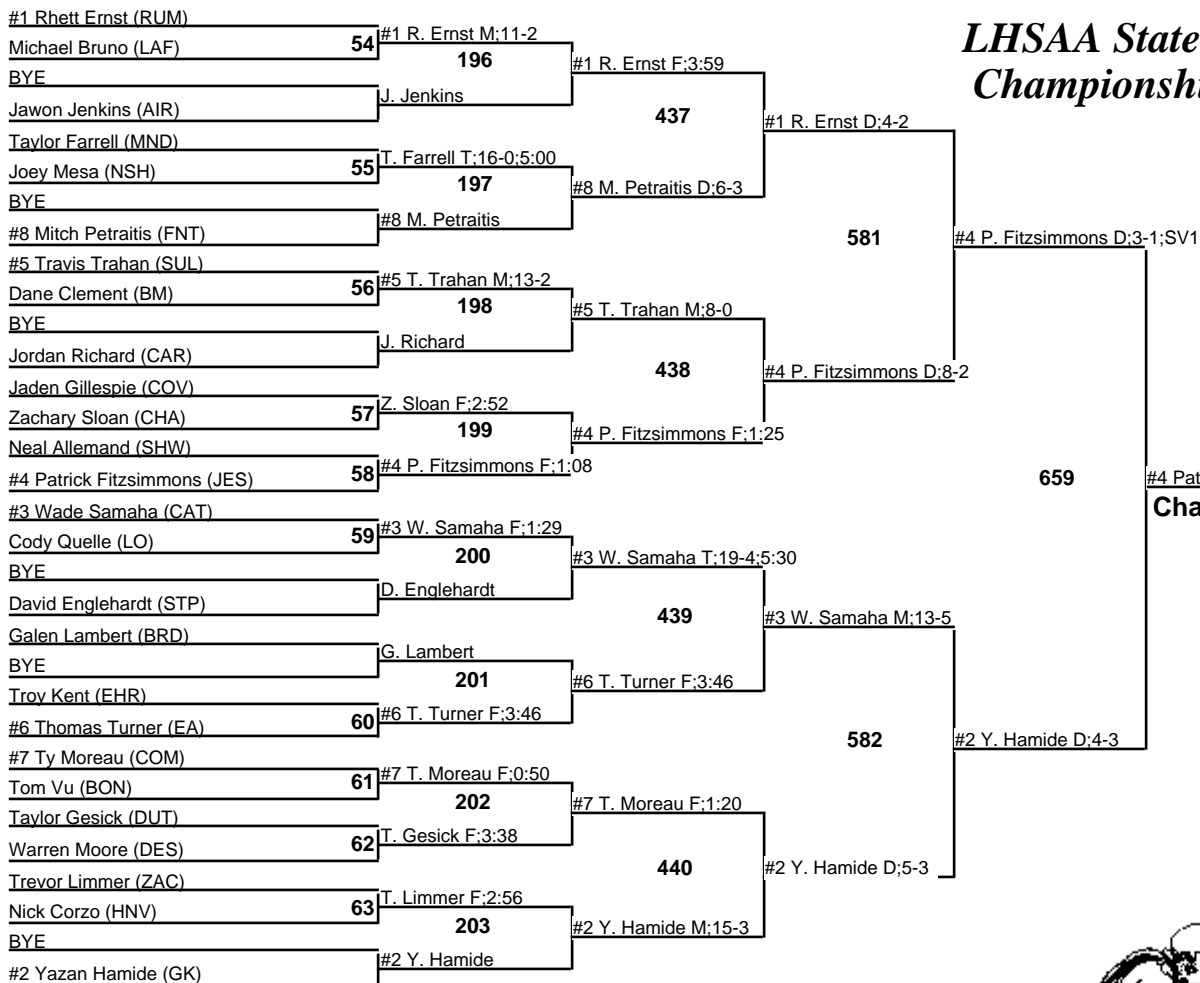 LHSAA State
Championshi
#1 Rhett Ernst (RUM)
Michael Bruno (LAF)
BYE
Jawon Jenkins (AIR)
Taylor Farrell (MND)
Joey Mesa (NSH)
BYE
#8 Mitch Petraitis (FNT)
#5 Travis Trahan (SUL)
Dane Clement (BM)
BYE
Jordan Richard (CAR)
Jaden Gillespie (COV)
Zachary Sloan (CHA)
Neal Allemand (SHW)
#4 Patrick Fitzsimmons (JES)
#3 Wade Samaha (CAT)
Cody Quelle (LO)
BYE
David Englehardt (STP)
Galen Lambert (BRD)
BYE
Troy Kent (EHR)
#6 Thomas Turner (EA)
#7 Ty Moreau (COM)
Tom Vu (BON)
Taylor Gesick (DUT)
Warren Moore (DES)
Trevor Limmer (ZAC)
Nick Corzo (HNV)
BYE
#2 Yazan Hamide (GK)
54
55
56
57
58
59
60
61
62
63
#1 R. Ernst M;11-2
196
J. Jenkins
T. Farrell T;16-0;5:00
197
#8 M. Petraitis
#5 T. Trahan M;13-2
198
J. Richard
Z. Sloan F;2:52
199
#4 P. Fitzsimmons F;1:08
#3 W. Samaha F;1:29
200
D. Englehardt
G. Lambert
201
#6 T. Turner F;3:46
#7 T. Moreau F;0:50
202
T. Gesick F;3:38
T. Limmer F;2:56
203
#2 Y. Hamide
#1 R. Ernst F;3:59
437
#8 M. Petraitis D;6-3
#5 T. Trahan M;8-0
438
#4 P. Fitzsimmons F;1:25
#3 W. Samaha T;19-4;5:30
439
#6 T. Turner F;3:46
#7 T. Moreau F;1:20
440
#2 Y. Hamide M;15-3
#1 R. Ernst D;4-2
581
#4 P. Fitzsimmons D;8-2
#3 W. Samaha M;13-5
582
#2 Y. Hamide D;5-3
#4 P. Fitzsimmons D;3-1;SV1
659
#2 Y. Hamide D;4-3
#4 Pat
Cha